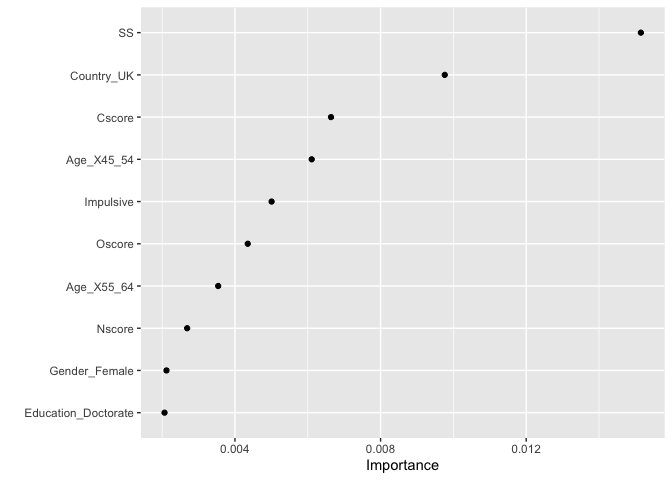 SS
Country_UK
Cscore
Age_X45_54
Impulsive
Oscore
Age_X55_64
Nscore
Gender_Female
Education_Doctorate
0.004 0.008 0.012
Importance